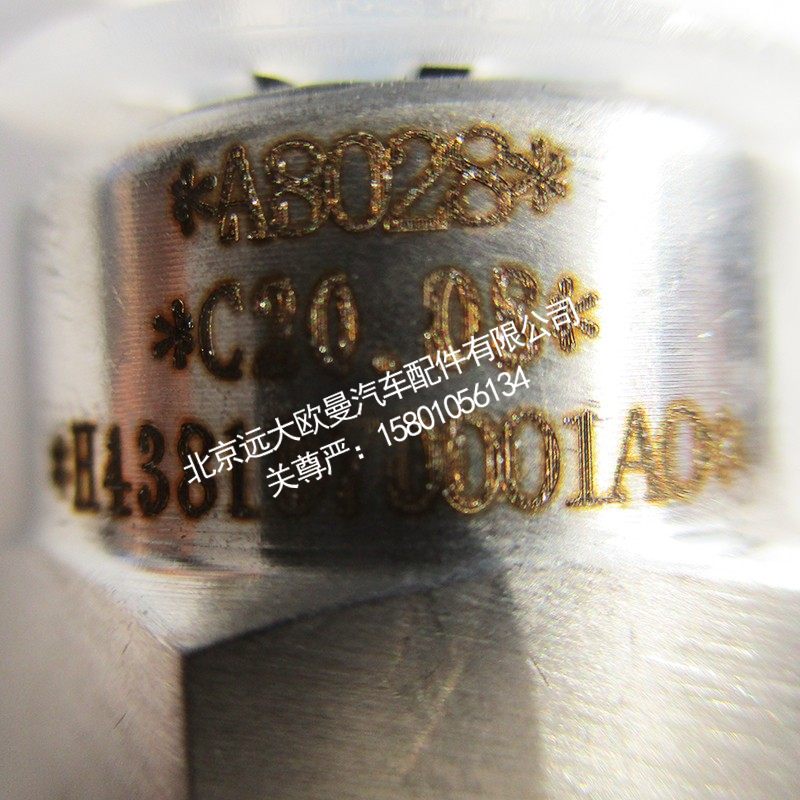 *A8028*
*C20.08*
*H4381010001A0*
北京远大欧曼汽车配件有限公司
关尊严：15801056134